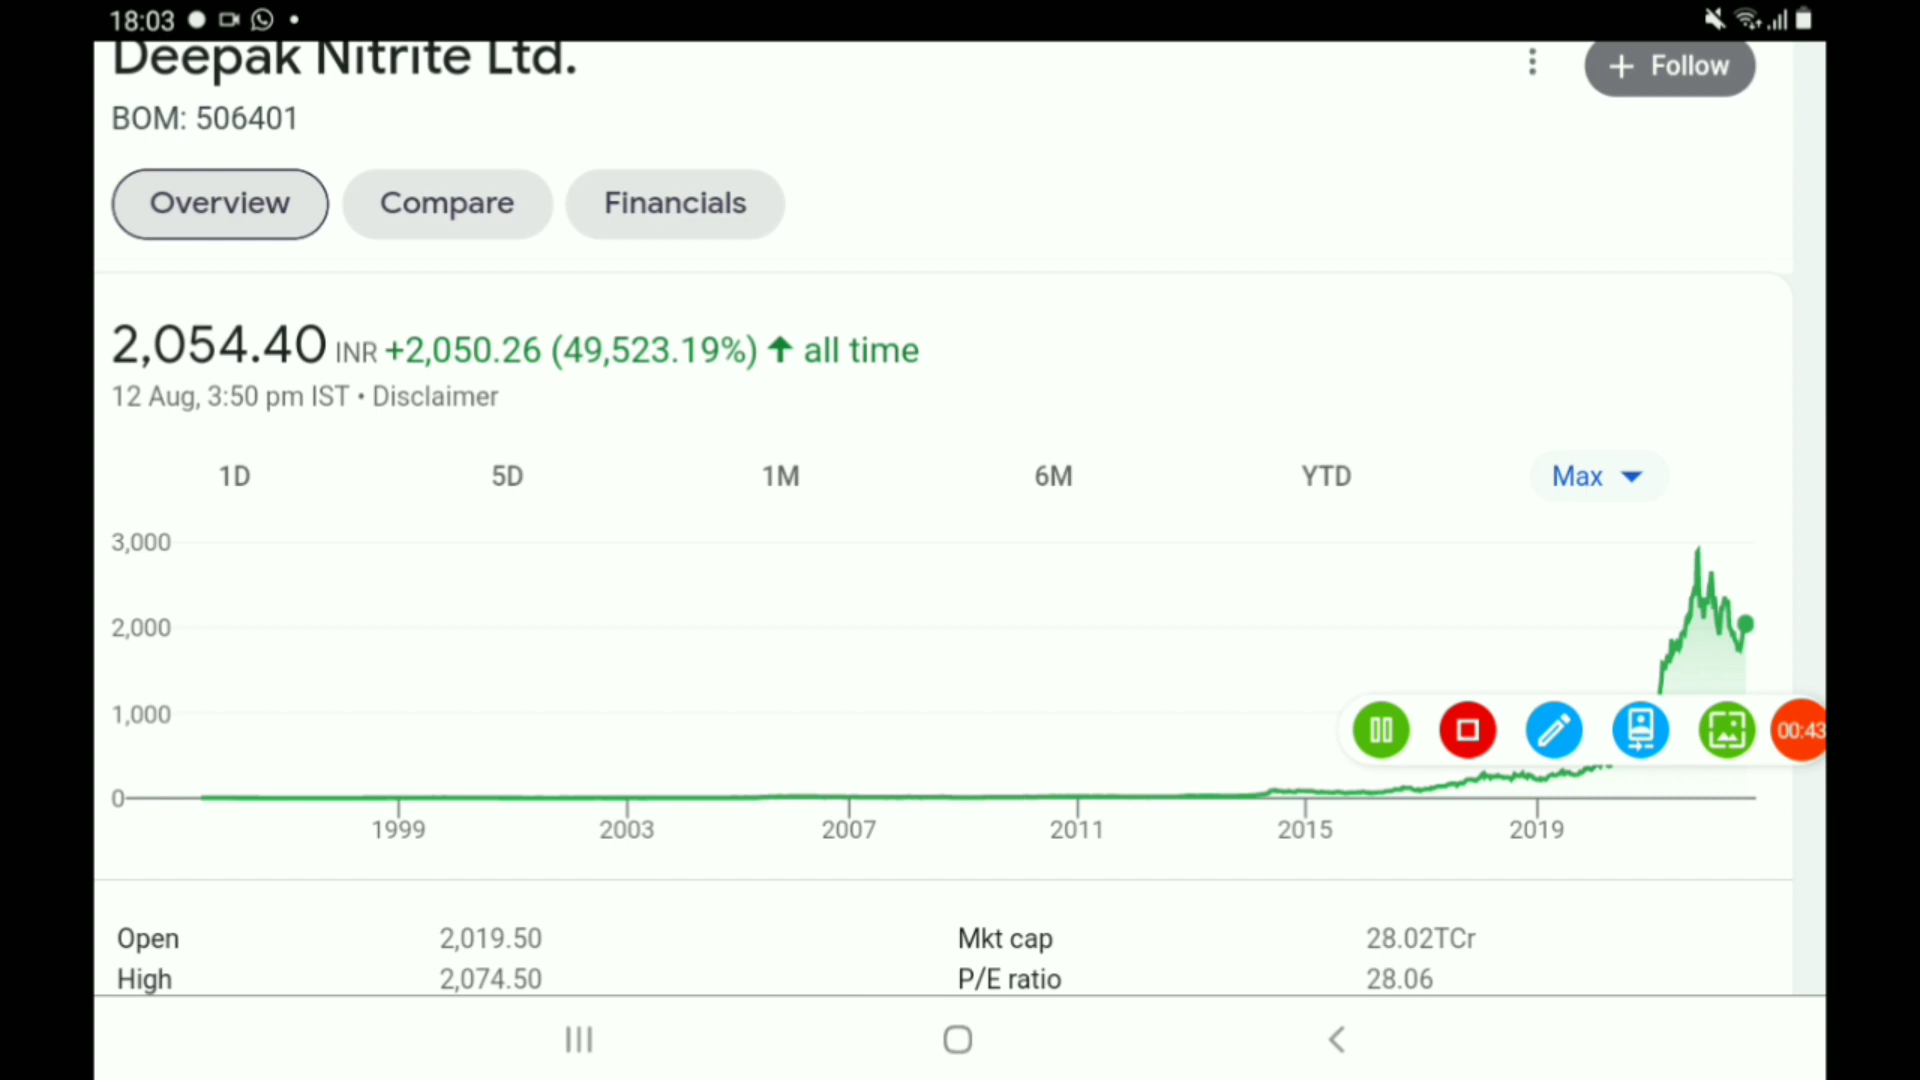 18:03
Deepak Nitrite Ltd.
+ Follow
BOM: 506401
Overview Compare Financials
2,054.40 INR +2,050.26 (49,523.19%) ↑ all time
12 Aug, 3:50 pm IST • Disclaimer
1D 5D 1M 6M YTD Max
3,000
2,000
1,000
00:43
0
1999 2003 2007 2011 2015 2019
Open 2,019.50 Mkt cap 28.02TCr
High 2,074.50 P/E ratio 28.06